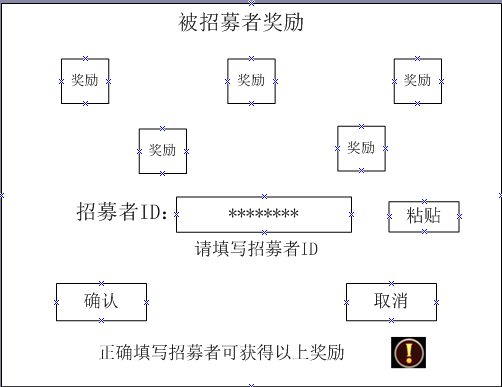 被招募者奖励
奖励 奖励 奖励
奖励 奖励
招募者ID: ******** 粘贴
请填写招募者ID
确认 取消
正确填写招募者可获得以上奖励 !